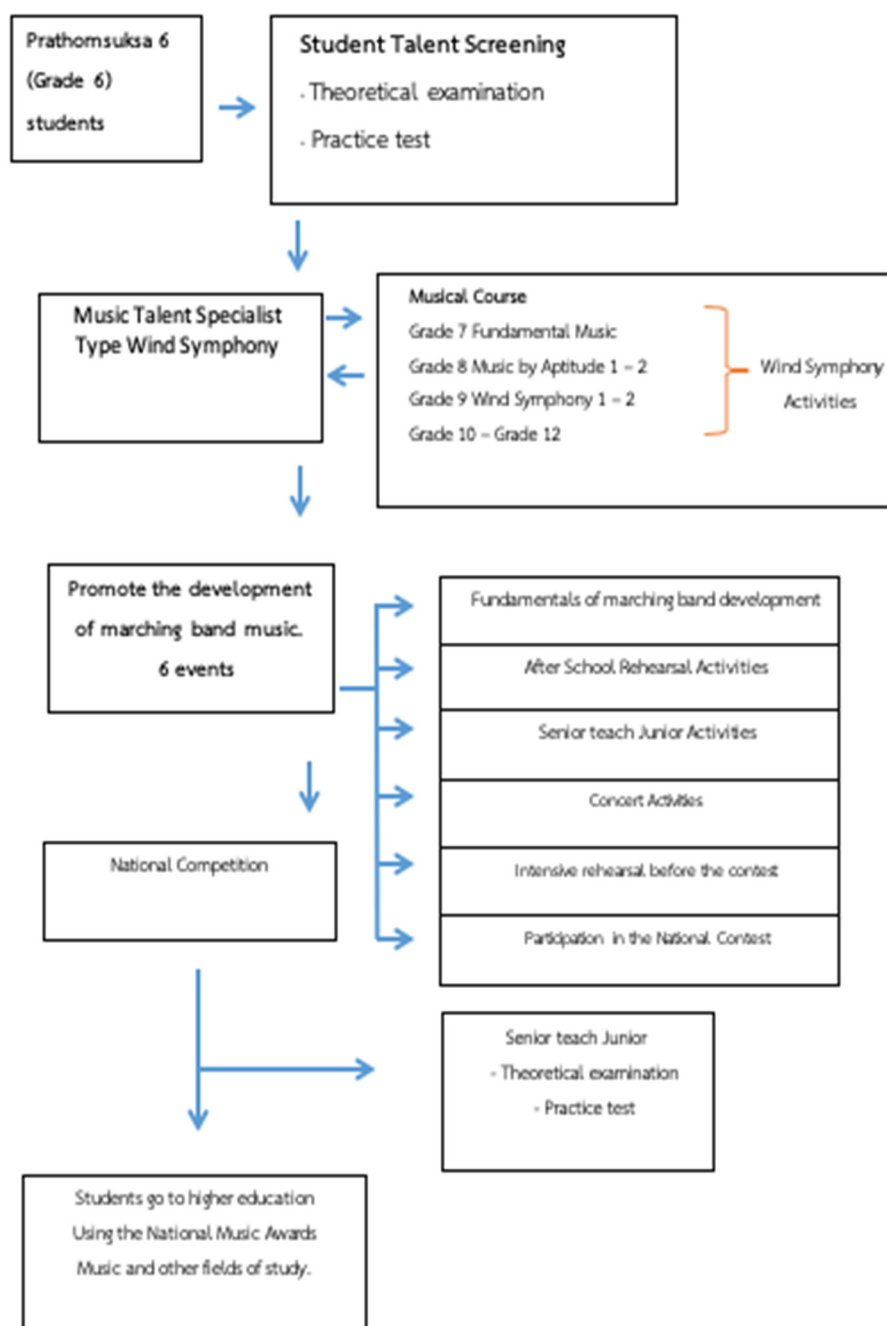 Prathomsuksa 6
(Grade 6)
students
Student Talent Screening
- Theoretical examination
- Practice test
Music Talent Specialist
Type Wind Symphony
Musical Course
Grade 7 Fundamental Music
Grade 8 Music by Aptitude 1 – 2
Grade 9 Wind Symphony 1 – 2
Grade 10 – Grade 12
Wind Symphony
Activities
Promote the development
of marching band music.
6 events
Fundamentals of marching band development
After School Rehearsal Activities
Senior teach Junior Activities
Concert Activities
Intensive rehearsal before the contest
Participation in the National Contest
National Competition
Senior teach Junior
- Theoretical examination
- Practice test
Students go to higher education
Using the National Music Awards
Music and other fields of study.